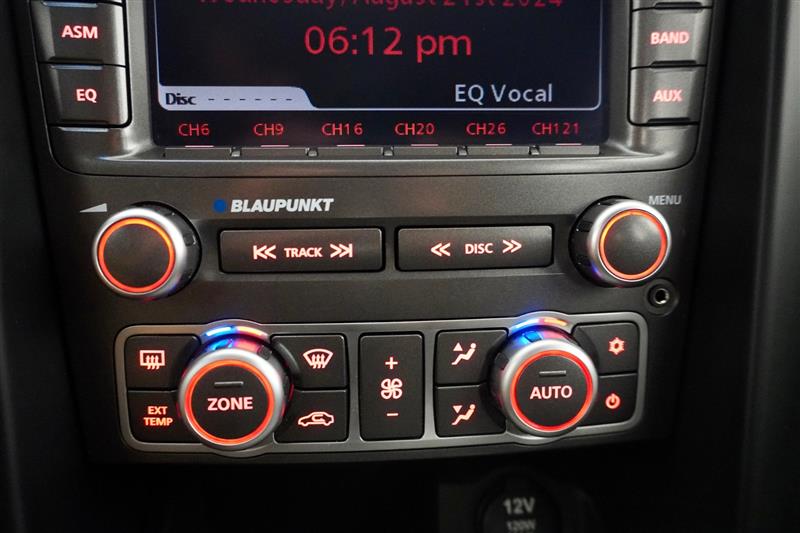 Wednesday, August 21st 2024
ASM
06:12 pm
BAND
EQ
AUX
Disc ------
EQ Vocal
CH6 CH9 CH16 CH20 CH26 CH121
BLAUPUNKT
MENU
TRACK
DISC
ZONE
AUTO
EXT
TEMP
12V
120W